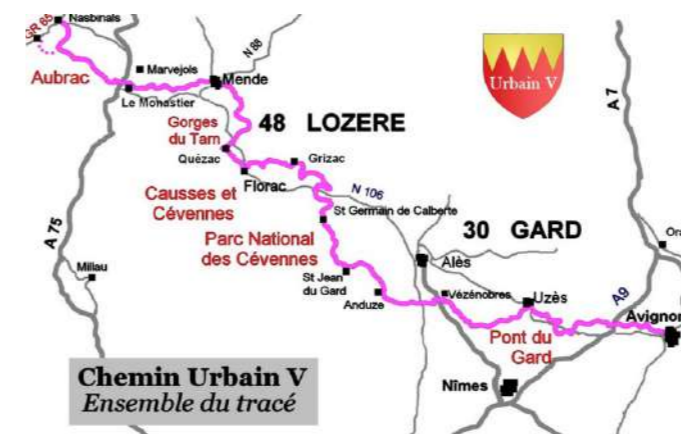 Nasbinals
GR 65
N 88
A 7
Urbain V
Aubrac
Marvejols
Mende
Le Monastier
Gorges
du Tarn
48 LOZERE
Quézac
Grizac
Florac
Causses et
Cévennes
N 106
St Germain de Calberte
A 75
Parc National
des Cévennes
30 GARD
Millau
Alès
St Jean
du Gard
Anduze
Vézénobres
Uzès
A9
Avignon
Pont du
Gard
Nîmes
Chemin Urbain V
Ensemble du tracé